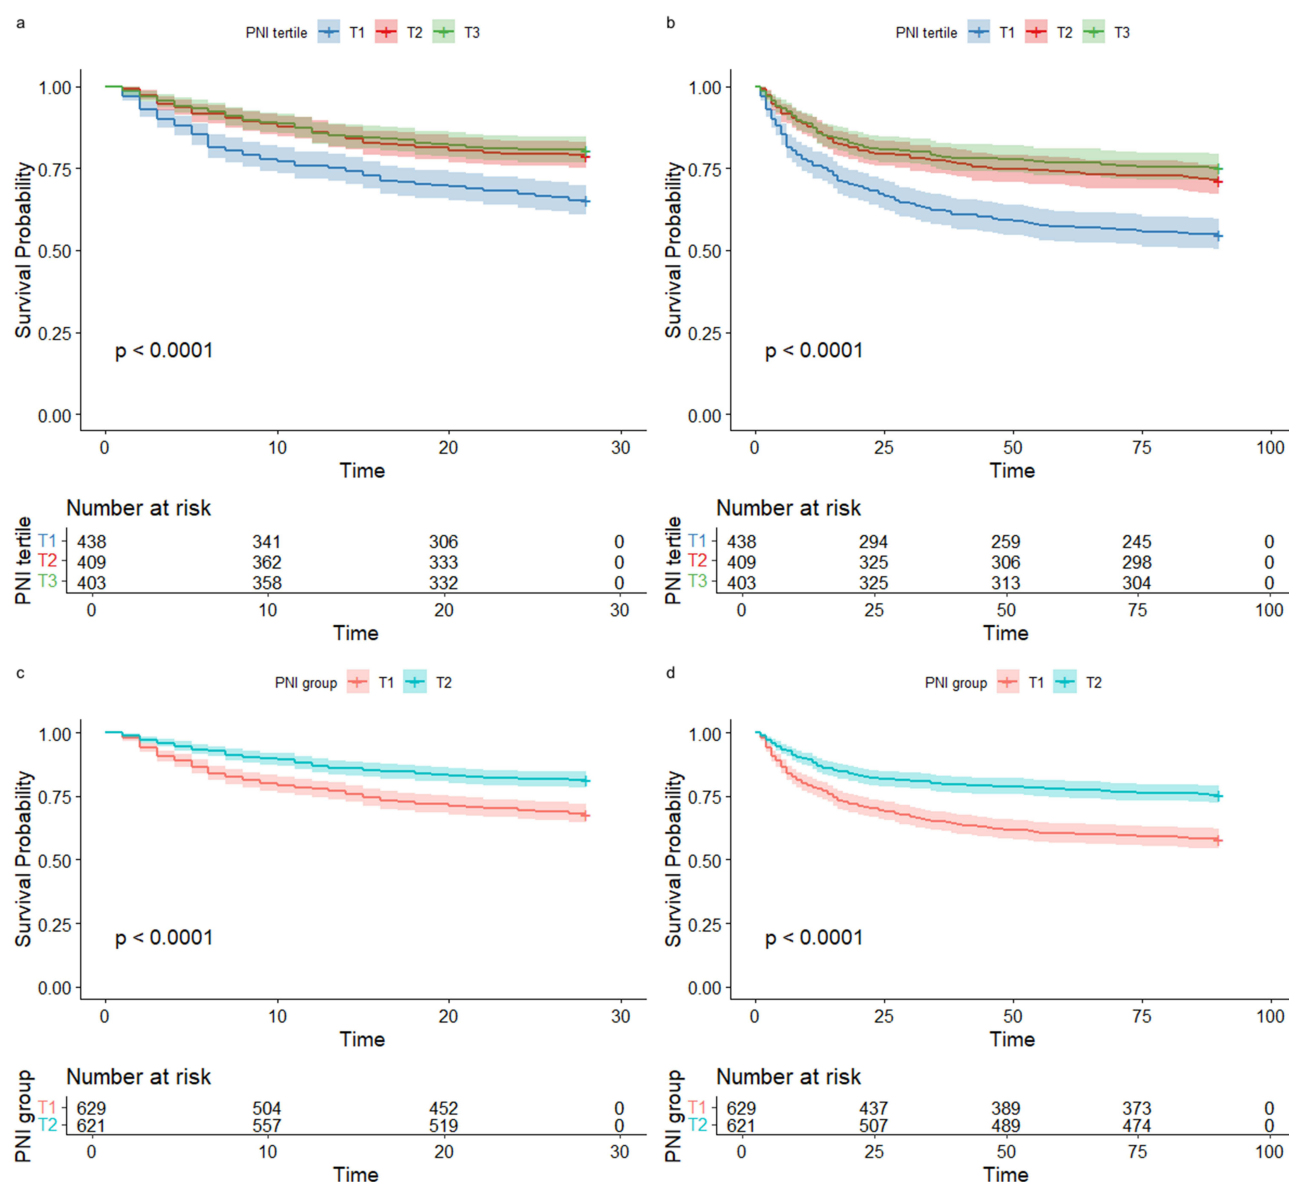 a
PNI tertile T1 T2 T3
1.00
0.75
0.50
0.25
0.00
Survival Probability
p < 0.0001
0 10 20 30
Time
Number at risk
PNI tertile
T1 438 341 306 0
T2 409 362 333 0
T3 403 358 332 0
0 10 20 30
Time
b
PNI tertile T1 T2 T3
1.00
0.75
0.50
0.25
0.00
Survival Probability
p < 0.0001
0 25 50 75 100
Time
Number at risk
PNI tertile
T1 438 294 259 245 0
T2 409 325 306 298 0
T3 403 325 313 304 0
0 25 50 75 100
Time
c
PNI group T1 T2
1.00
0.75
0.50
0.25
0.00
Survival Probability
p < 0.0001
0 10 20 30
Time
Number at risk
PNI group
T1 629 504 452 0
T2 621 557 519 0
0 10 20 30
Time
d
PNI group T1 T2
1.00
0.75
0.50
0.25
0.00
Survival Probability
p < 0.0001
0 25 50 75 100
Time
Number at risk
PNI group
T1 629 437 389 373 0
T2 621 507 489 474 0
0 25 50 75 100
Time